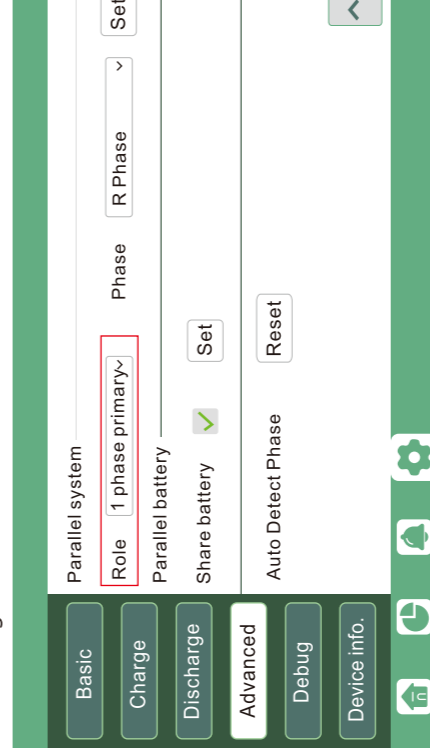 Basic
Charge
Discharge
Advanced
Debug
Device info.
Parallel system
Role 1 phase primary Phase R Phase Set
Parallel battery
Share battery Set
Auto Detect Phase Reset